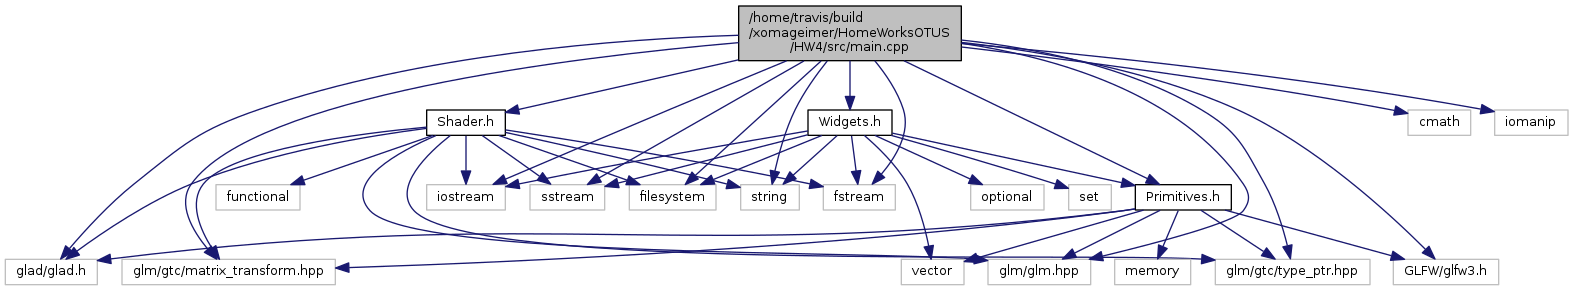 /home/travis/build
/xomageimer/HomeWorksOTUS
/HW4/src/main.cpp
Shader.h
Widgets.h
cmath
iomanip
functional
iostream
sstream
filesystem
string
fstream
optional
set
Primitives.h
glad/glad.h
glm/gtc/matrix_transform.hpp
vector
glm/glm.hpp
memory
glm/gtc/type_ptr.hpp
GLFW/glfw3.h